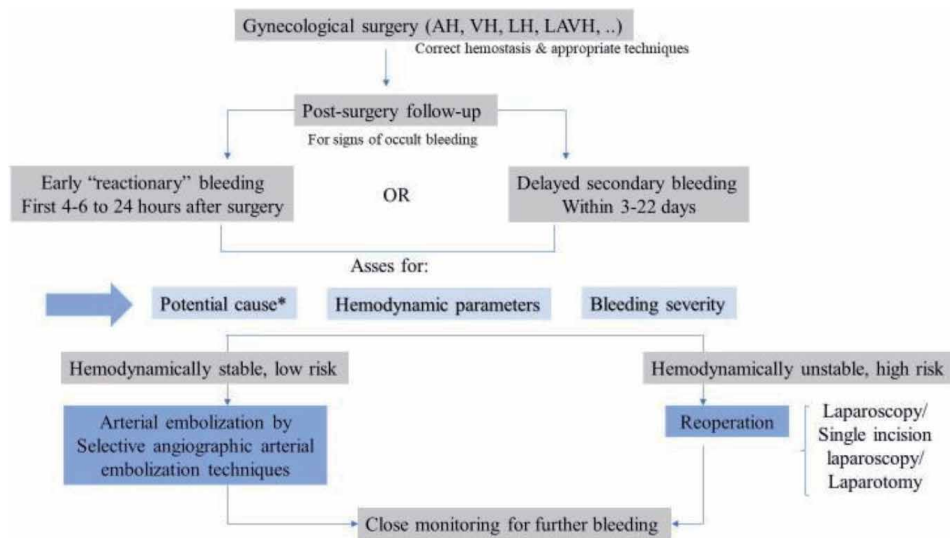 Gynecological surgery (AH, VH, LH, LAVH, ..)
Correct hemostasis & appropriate techniques
Post-surgery follow-up
For signs of occult bleeding
Early “reactionary” bleeding
First 4-6 to 24 hours after surgery
OR
Delayed secondary bleeding
Within 3-22 days
Asses for:
Potential cause*
Hemodynamic parameters
Bleeding severity
Hemodynamically stable, low risk
Hemodynamically unstable, high risk
Arterial embolization by
Selective angiographic arterial
embolization techniques
Reoperation
Laparoscopy/
Single incision
laparoscopy/
Laparotomy
Close monitoring for further bleeding